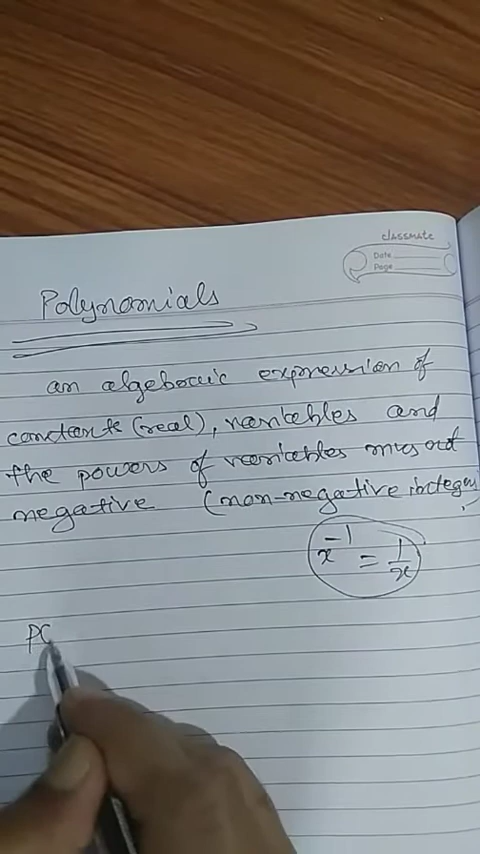 classmate
Date
Page
Polynomials
an algebraic expression of
constants (real), variables and
the powers of variables must not
negative (non-negative integer
x^-1 = 1/x
P(